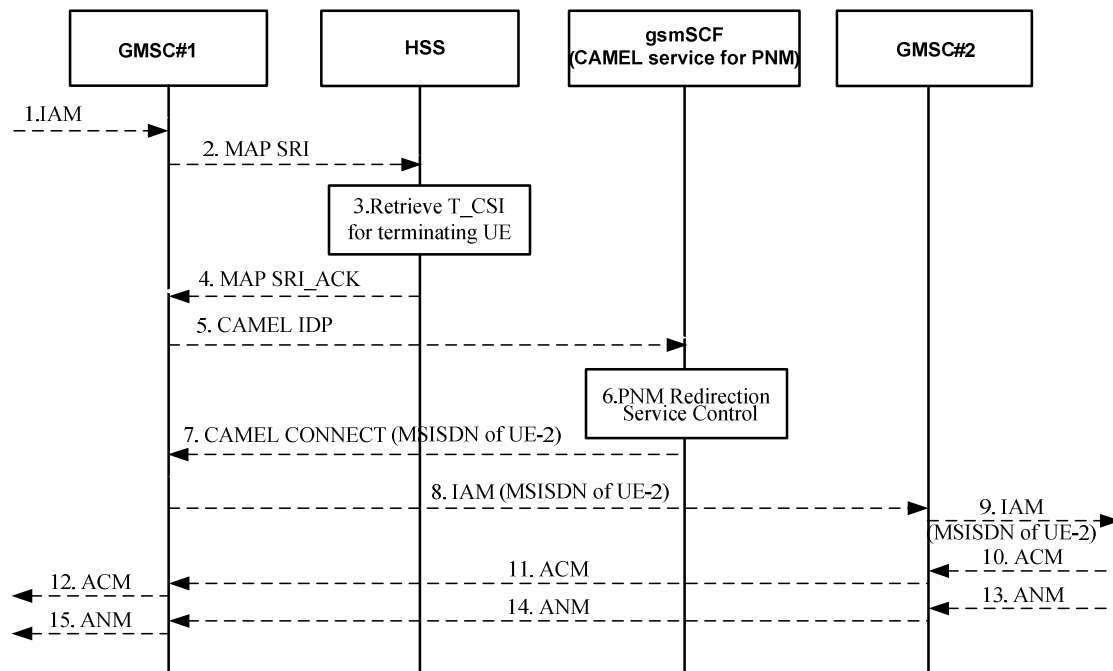 GMSC#1
HSS
gsmSCF
(CAMEL service for PNM)
GMSC#2
1.IAM
2. MAP SRI
3.Retrieve T_CSI
for terminating UE
4. MAP SRI_ACK
5. CAMEL IDP
6.PNM Redirection
Service Control
7. CAMEL CONNECT (MSISDN of UE-2)
8. IAM (MSISDN of UE-2)
9. IAM
(MSISDN of UE-2)
10. ACM
11. ACM
12. ACM
13. ANM
14. ANM
15. ANM